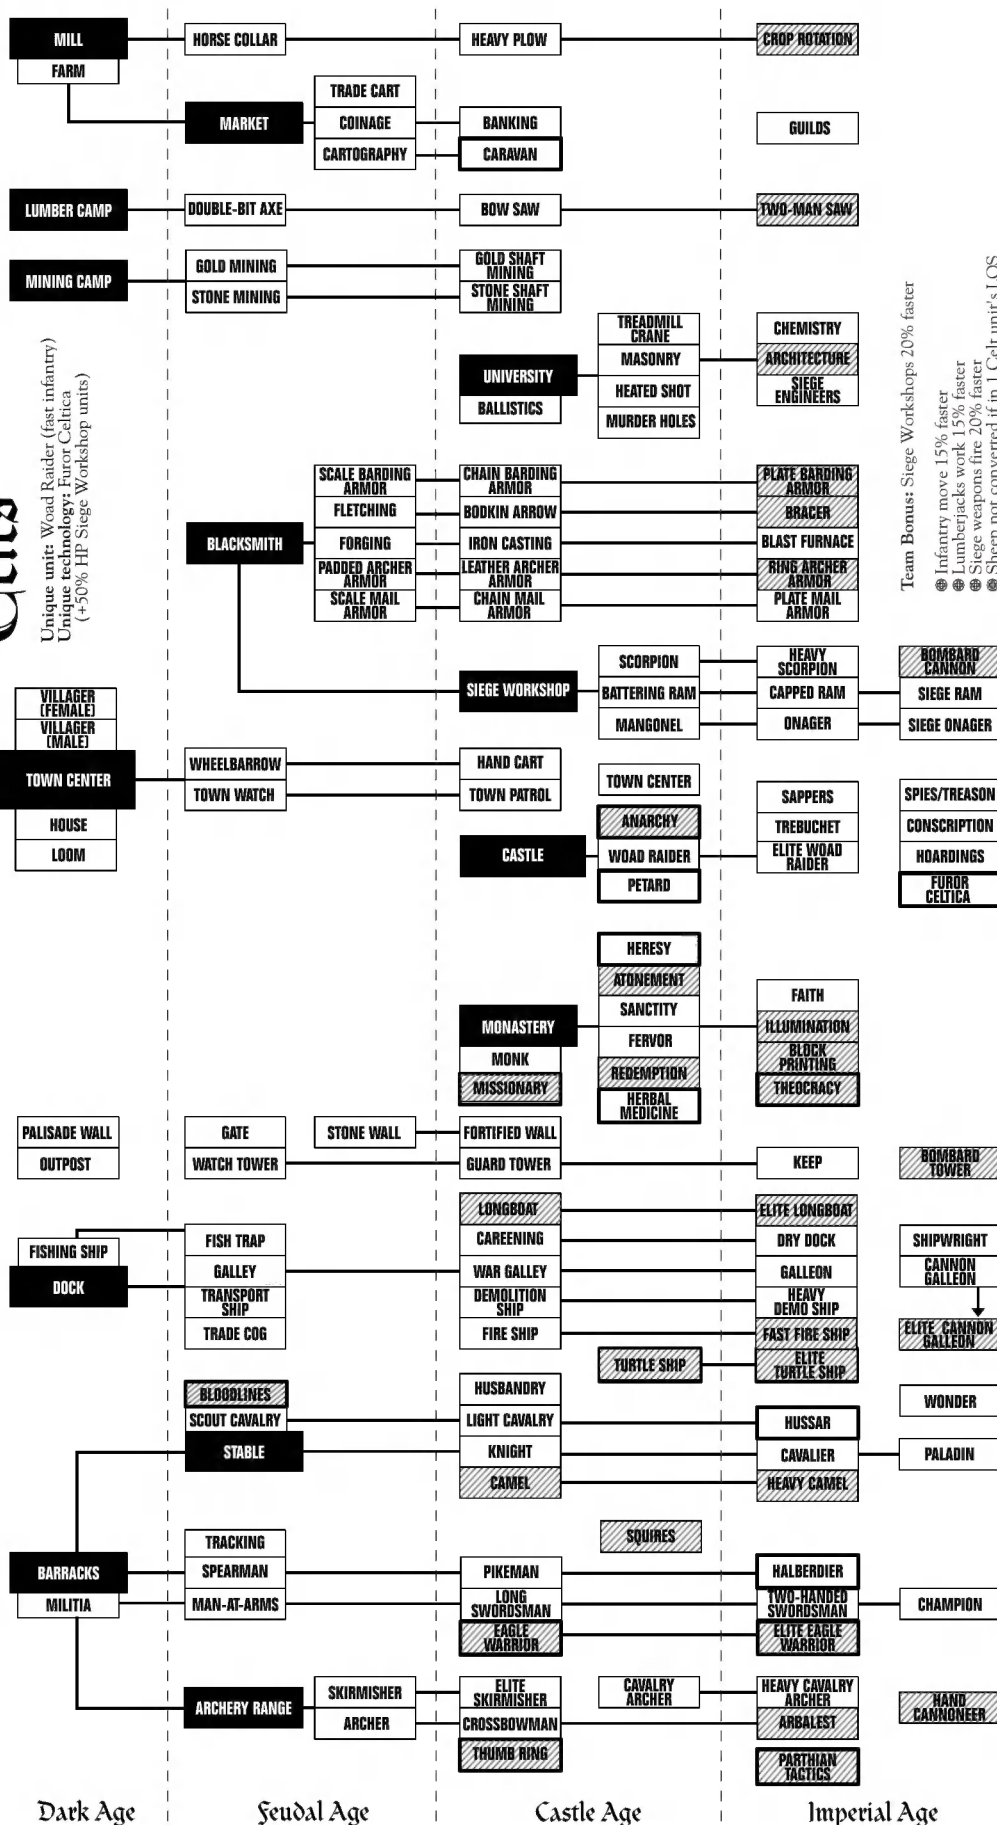 MILL
HORSE COLLAR
HEAVY PLOW
CROP ROTATION
FARM
TRADE CART
MARKET
COINAGE
BANKING
GUILDS
CARTOGRAPHY
CARAVAN
LUMBER CAMP
DOUBLE-BIT AXE
BOW SAW
TWO-MAN SAW
MINING CAMP
GOLD MINING
GOLD SHAFT
MINING
STONE MINING
STONE SHAFT
MINING
Unique unit: Woad Raider (fast infantry)
Unique technology: Furor Celtica
(+50% HP Siege Workshop units)
Team Bonus: Siege Workshops 20% faster
Infantry move 15% faster
Lumberjacks work 15% faster
Siege weapons fire 20% faster
Sheep not converted if in 1 Celt unit's LOS
UNIVERSITY
BALLISTICS
TREADMILL
CRANE
MASONRY
HEATED SHOT
MURDER HOLES
CHEMISTRY
ARCHITECTURE
SIEGE
ENGINEERS
BLACKSMITH
SCALE BARDING
ARMOR
CHAIN BARDING
ARMOR
PLATE BARDING
ARMOR
FLETCHING
BODKIN ARROW
BRACER
FORGING
IRON CASTING
BLAST FURNACE
PADDED ARCHER
ARMOR
LEATHER ARCHER
ARMOR
RING ARCHER
ARMOR
SCALE MAIL
ARMOR
CHAIN MAIL
ARMOR
PLATE MAIL
ARMOR
SIEGE WORKSHOP
SCORPION
HEAVY
SCORPION
BOMBARD
CANNON
BATTERING RAM
CAPPED RAM
SIEGE RAM
MANGONEL
ONAGER
SIEGE ONAGER
VILLAGER
(FEMALE)
VILLAGER
(MALE)
TOWN CENTER
HOUSE
LOOM
WHEELBARROW
HAND CART
TOWN WATCH
TOWN PATROL
TOWN CENTER
CASTLE
ANARCHY
WOAD RAIDER
PETARD
SAPPERS
TREBUCHET
ELITE WOAD
RAIDER
SPIES/TREASON
CONSCRIPTION
HOARDINGS
FUROR
CELTICA
MONASTERY
MONK
MISSIONARY
HERESY
ATONEMENT
SANCTITY
FERVOR
REDEMPTION
HERBAL
MEDICINE
FAITH
ILLUMINATION
BLOCK
PRINTING
THEOCRACY
PALISADE WALL
GATE
STONE WALL
FORTIFIED WALL
OUTPOST
WATCH TOWER
GUARD TOWER
KEEP
BOMBARD
TOWER
FISHING SHIP
DOCK
FISH TRAP
GALLEY
TRANSPORT
SHIP
TRADE COG
LONGBOAT
ELITE LONGBOAT
CAREENING
DRY DOCK
SHIPWRIGHT
WAR GALLEY
GALLEON
CANNON
GALLEON
DEMOLITION
SHIP
HEAVY
DEMO SHIP
FIRE SHIP
FAST FIRE SHIP
ELITE CANNON
GALLEON
TURTLE SHIP
ELITE
TURTLE SHIP
BLOODLINES
SCOUT CAVALRY
STABLE
HUSBANDRY
LIGHT CAVALRY
HUSSAR
WONDER
KNIGHT
CAVALIER
PALADIN
CAMEL
HEAVY CAMEL
SQUIRES
BARRACKS
MILITIA
TRACKING
SPEARMAN
PIKEMAN
HALBERDIER
MAN-AT-ARMS
LONG
SWORDSMAN
TWO-HANDED
SWORDSMAN
CHAMPION
EAGLE
WARRIOR
ELITE EAGLE
WARRIOR
ARCHERY RANGE
SKIRMISHER
ELITE
SKIRMISHER
CAVALRY
ARCHER
HEAVY CAVALRY
ARCHER
HAND
CANNONEER
ARCHER
CROSSBOWMAN
ARBALEST
THUMB RING
PARTHIAN
TACTICS
Dark Age
Feudal Age
Castle Age
Imperial Age